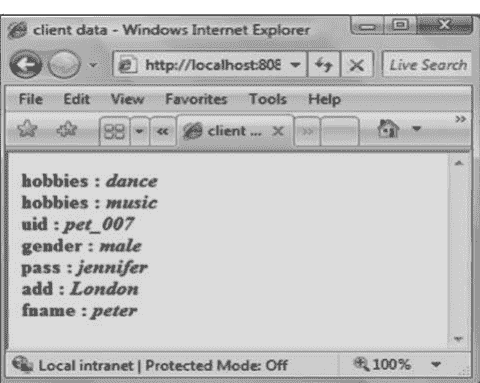 client data - Windows Internet Explorer
http://localhost:808
Live Search
File Edit View Favorites Tools Help
client ...
hobbies : dance
hobbies : music
uid : pet_007
gender : male
pass : jennifer
add : London
fname : peter
Local intranet | Protected Mode: Off 100%